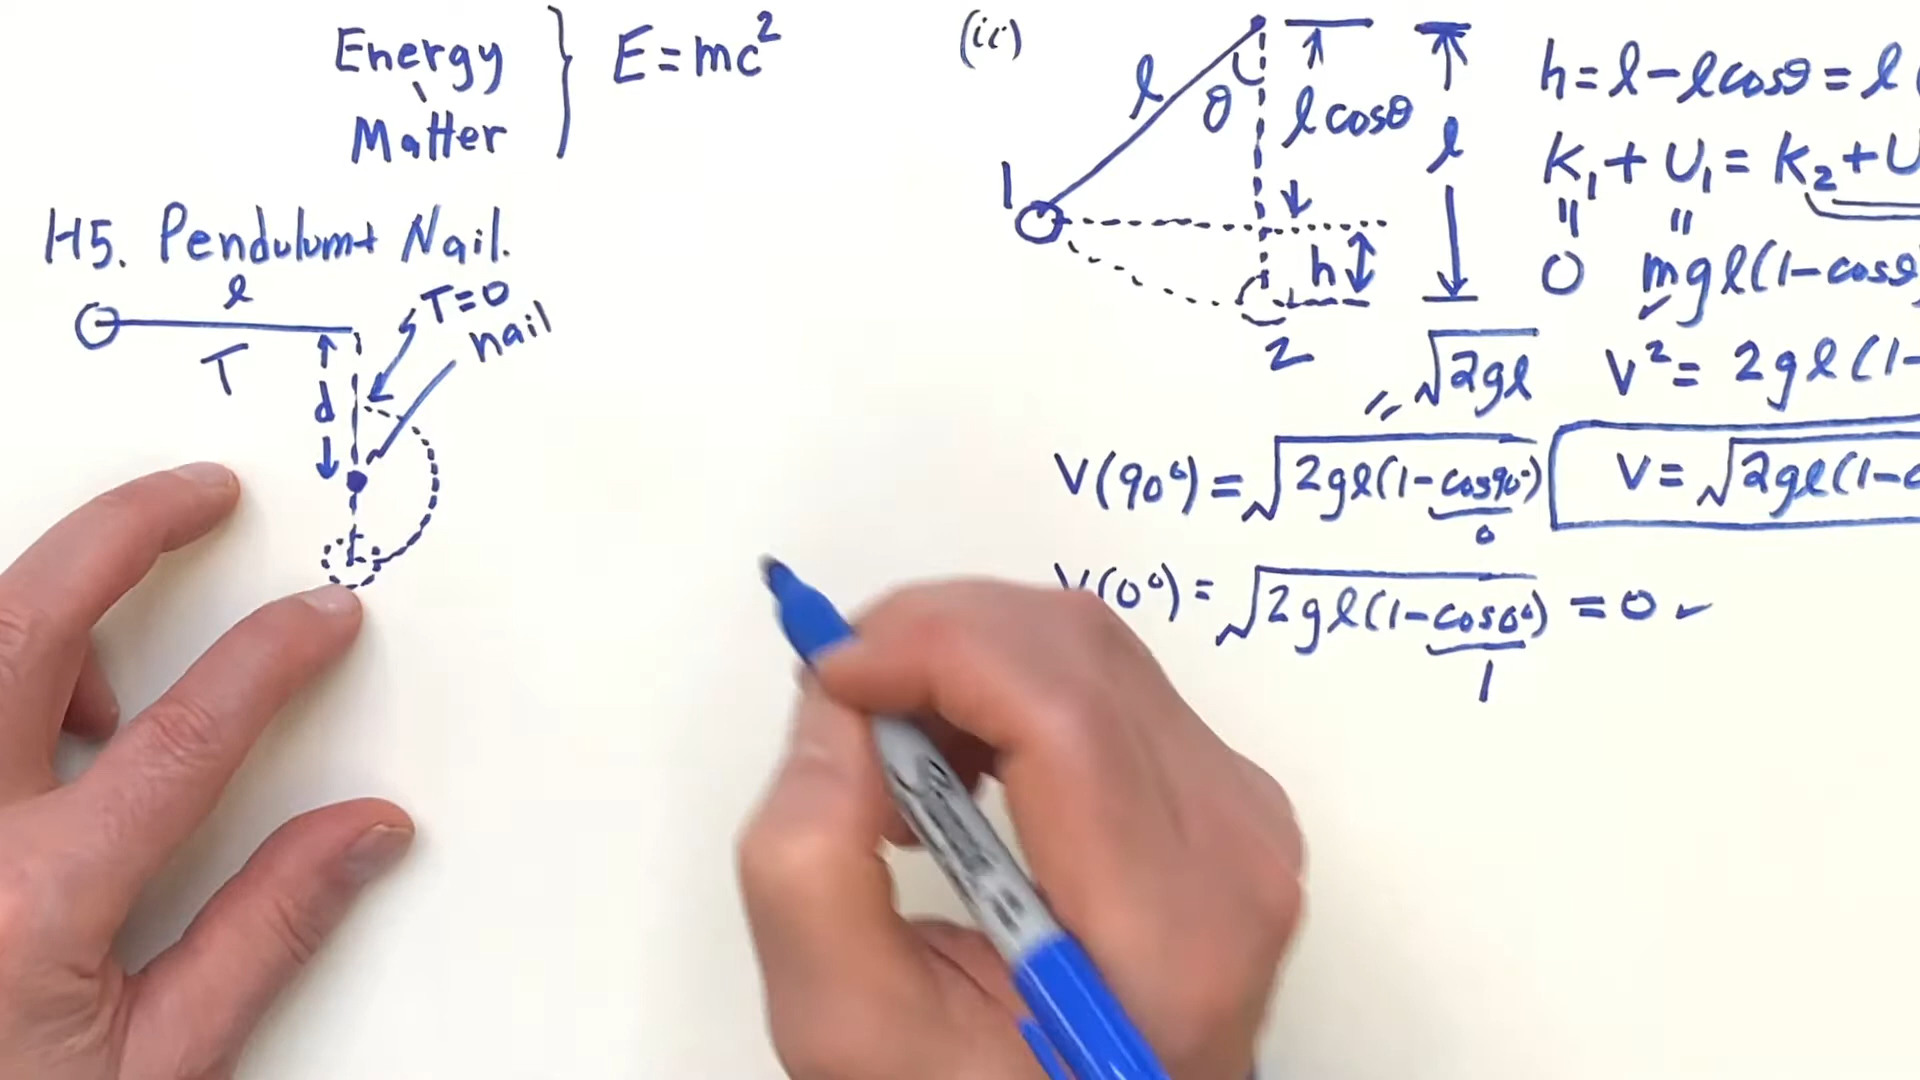 Energy
Matter
E=mc²
H5. Pendulum + Nail.
l
T
d
T=0
nail
(ii)
l
θ
l cosθ
l
1
h
2
h=l-lcosθ=l(
K₁+U₁=K₂+U
" "
0 mgl(1-cosθ
V²= 2gl(1-
V=√2gl(1-c
=√2gl
V(90°)=√2gl(1-cos90°)
0
V(0°)=√2gl(1-cos0°) =0 ✓
1